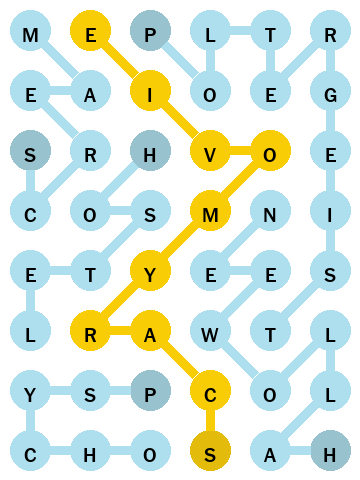 M E P L T R
E A I O E G
S R H V O E
C O S M N I
E T Y E E S
L R A W T L
Y S P C O L
C H O S A H